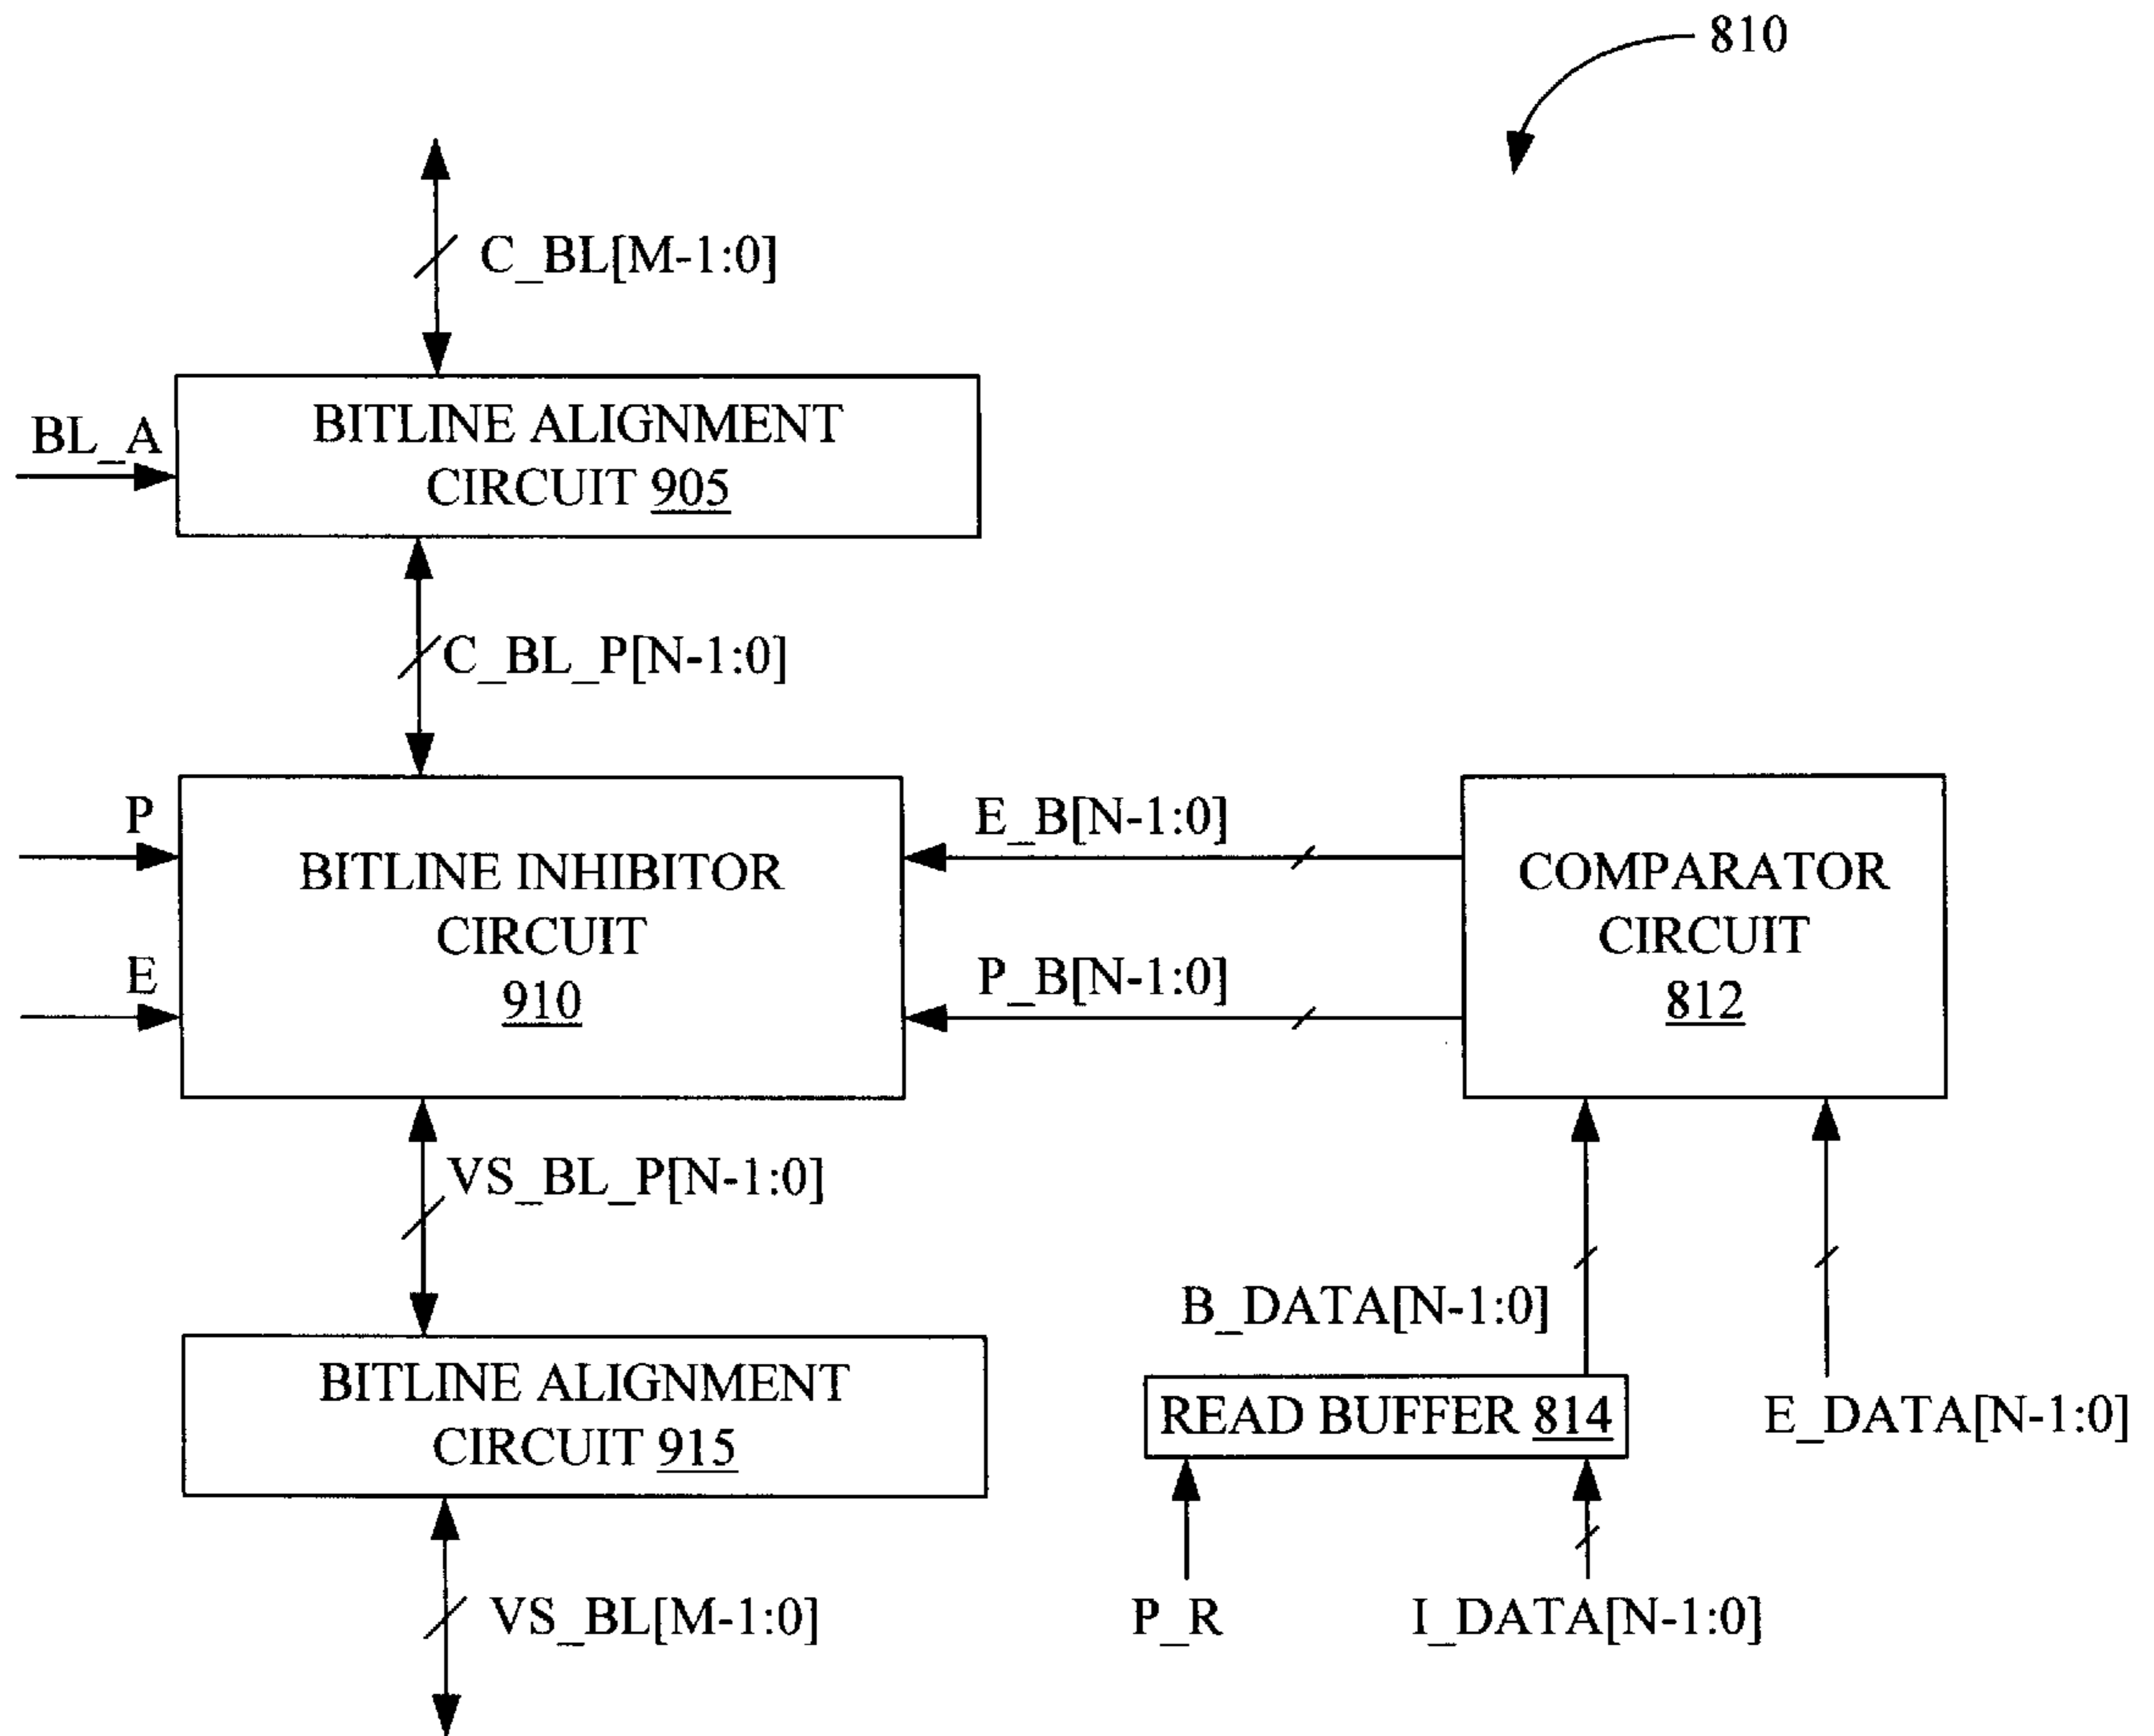 810
C_BL[M-1:0]
BL_A
BITLINE ALIGNMENT
CIRCUIT 905
C_BL_P[N-1:0]
P
E
BITLINE INHIBITOR
CIRCUIT
910
E_B[N-1:0]
P_B[N-1:0]
COMPARATOR
CIRCUIT
812
VS_BL_P[N-1:0]
B_DATA[N-1:0]
BITLINE ALIGNMENT
CIRCUIT 915
READ BUFFER 814
E_DATA[N-1:0]
VS_BL[M-1:0]
P_R
I_DATA[N-1:0]